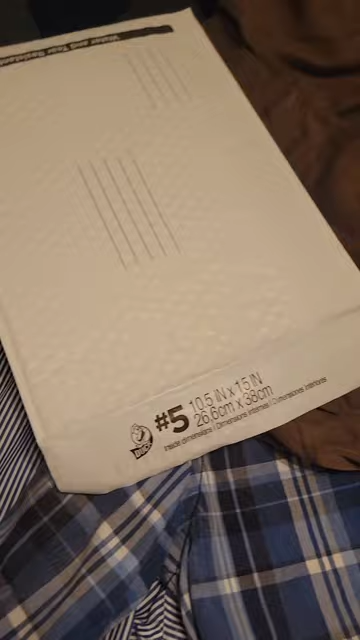 Water and Tear Resistant
DUCK
#5
10.5 IN x 15 IN
26.6cm x 38cm
Inside dimensions | Dimensions internes | Dimensiones interiores